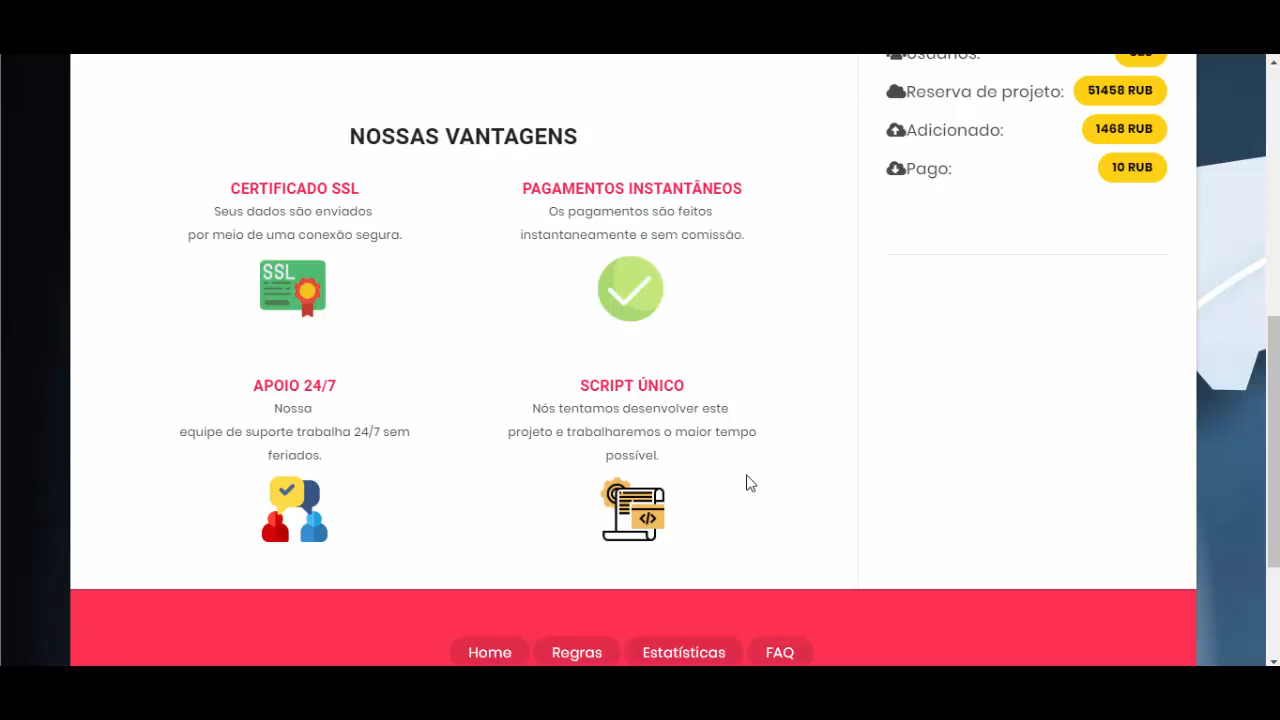 NOSSAS VANTAGENS
CERTIFICADO SSL
Seus dados são enviados
por meio de uma conexão segura.
SSL
PAGAMENTOS INSTANTÂNEOS
Os pagamentos são feitos
instantaneamente e sem comissão.
APOIO 24/7
Nossa
equipe de suporte trabalha 24/7 sem
feriados.
SCRIPT ÚNICO
Nós tentamos desenvolver este
projeto e trabalharemos o maior tempo
possível.
</>
Usuários:
Reserva de projeto: 51458 RUB
Adicionado: 1468 RUB
Pago: 10 RUB
Home Regras Estatísticas FAQ